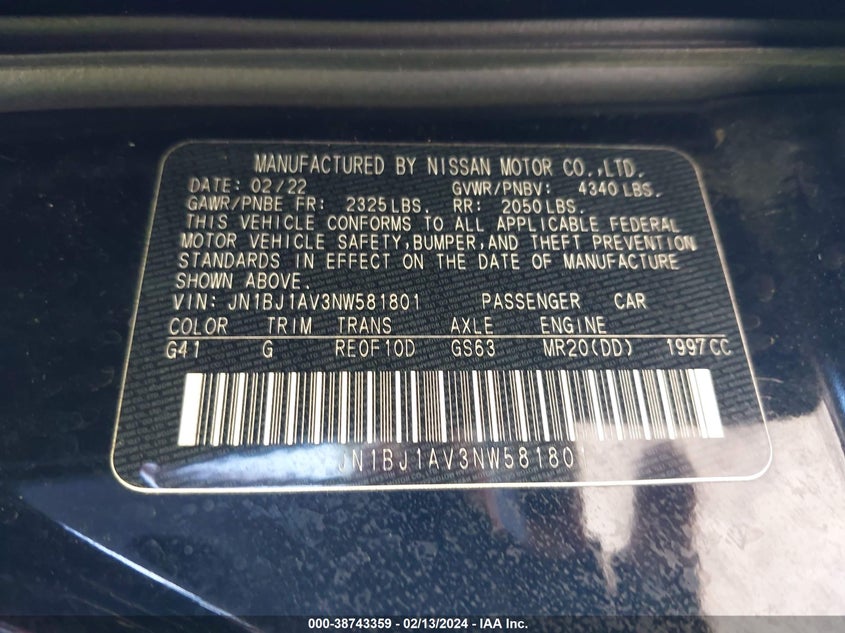 MANUFACTURED BY NISSAN MOTOR CO.,LTD.
DATE: 02/22 GVWR/PNBV: 4340 LBS.
GAWR/PNBE FR: 2325 LBS. RR: 2050 LBS.
THIS VEHICLE CONFORMS TO ALL APPLICABLE FEDERAL
MOTOR VEHICLE SAFETY,BUMPER,AND THEFT PREVENTION
STANDARDS IN EFFECT ON THE DATE OF MANUFACTURE
SHOWN ABOVE.
VIN: JN1BJ1AV3NW581801 PASSENGER CAR
COLOR TRIM TRANS AXLE ENGINE
G41 G RE0F10D GS63 MR20(DD) 1997CC
JN1BJ1AV3NW58180
000-38743359 - 02/13/2024 - IAA Inc.